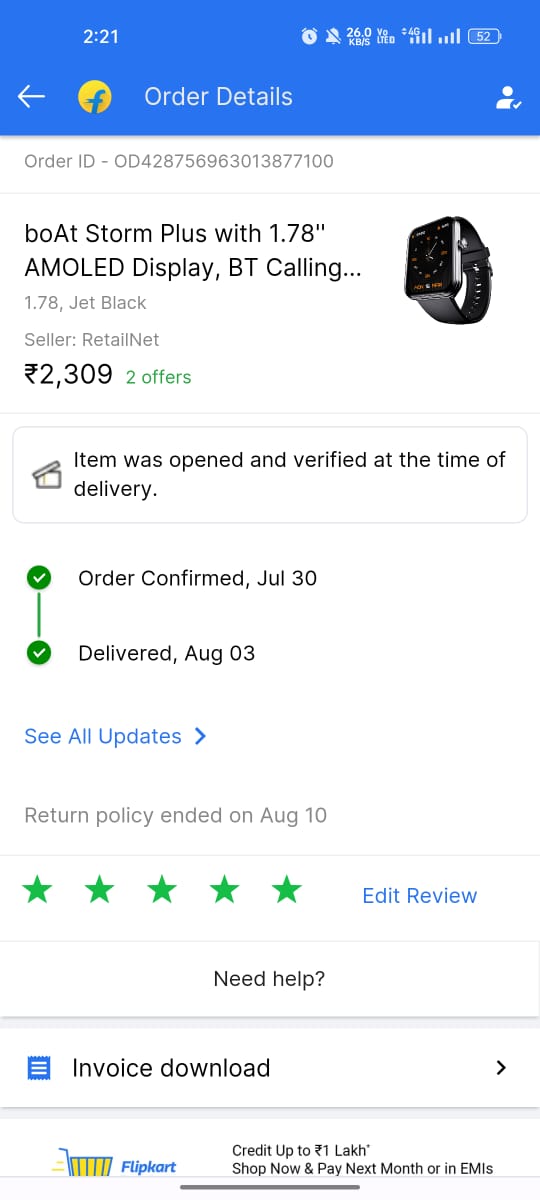 2:21
26.0 KB/S
Yo LTED
4G
52
Order Details
Order ID - OD428756963013877100
boAt Storm Plus with 1.78"
AMOLED Display, BT Calling...
1.78, Jet Black
Seller: RetailNet
₹2,309 2 offers
Item was opened and verified at the time of
delivery.
Order Confirmed, Jul 30
Delivered, Aug 03
See All Updates
Return policy ended on Aug 10
Edit Review
Need help?
Invoice download
Flipkart
Credit Up to ₹1 Lakh*
Shop Now & Pay Next Month or in EMIs